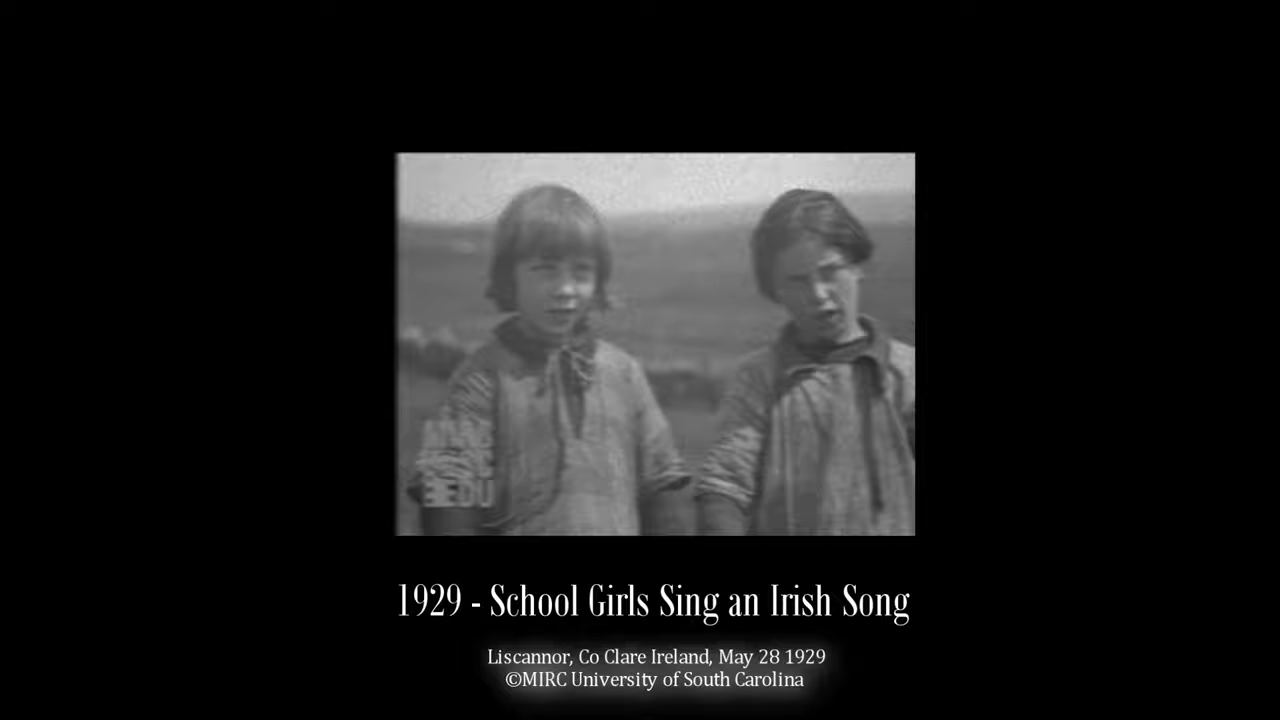 EDU
1929 - School Girls Sing an Irish Song
Liscannor, Co Clare Ireland, May 28 1929
©MIRC University of South Carolina